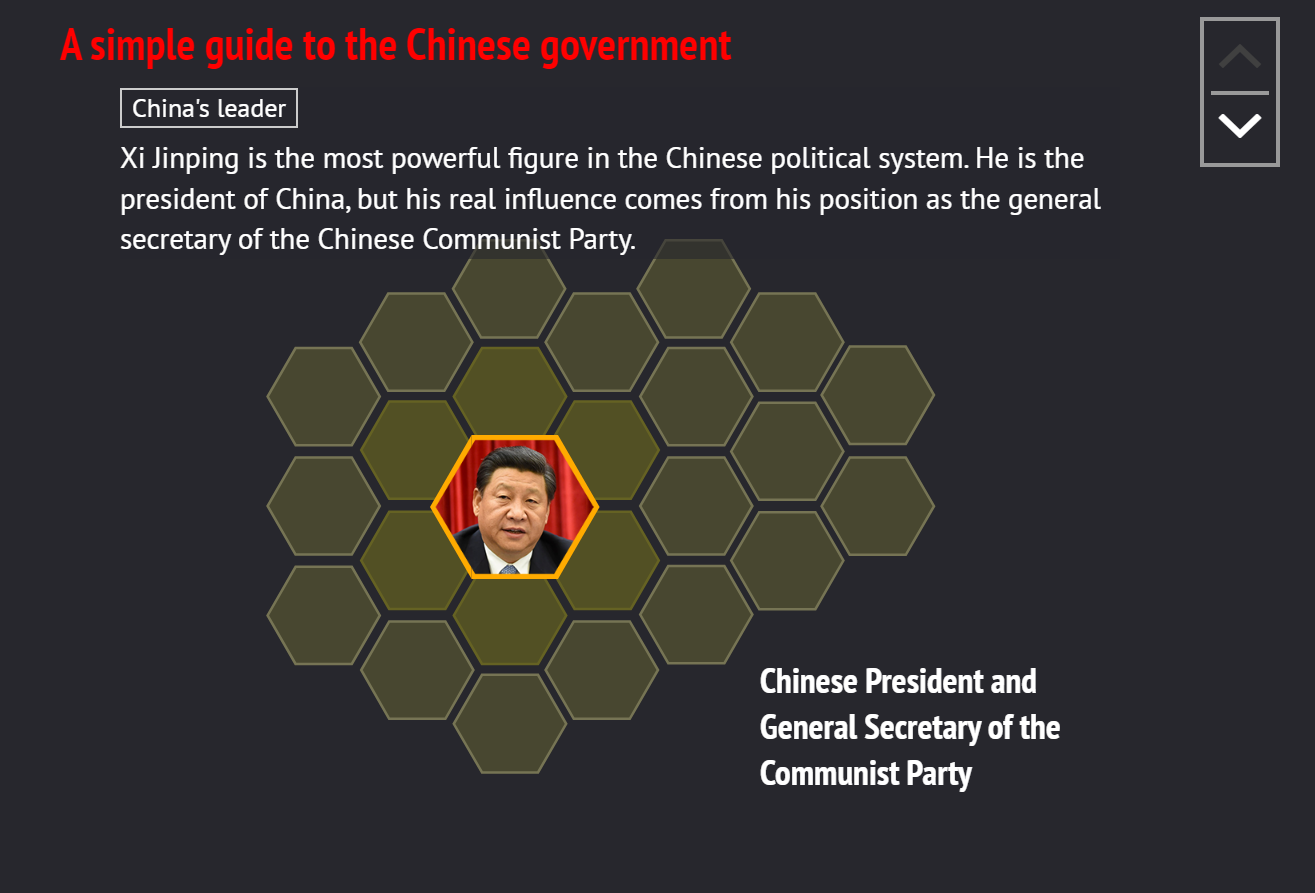 A simple guide to the Chinese government
China's leader
Xi Jinping is the most powerful figure in the Chinese political system. He is the
president of China, but his real influence comes from his position as the general
secretary of the Chinese Communist Party.
Chinese President and
General Secretary of the
Communist Party